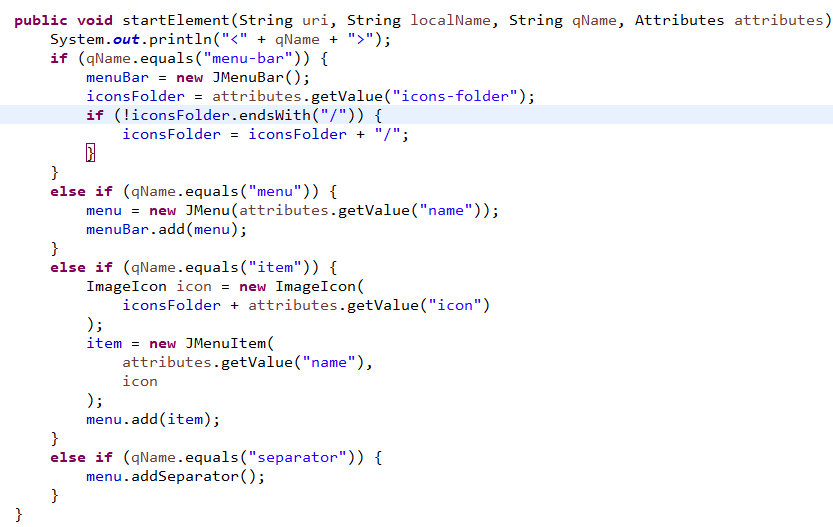 public void startElement(String uri, String localName, String qName, Attributes attributes)
    System.out.println("<" + qName + ">");
    if (qName.equals("menu-bar")) {
        menuBar = new JMenuBar();
        iconsFolder = attributes.getValue("icons-folder");
        if (!iconsFolder.endsWith("/")) {
            iconsFolder = iconsFolder + "/";
        }
    }
    else if (qName.equals("menu")) {
        menu = new JMenu(attributes.getValue("name"));
        menuBar.add(menu);
    }
    else if (qName.equals("item")) {
        ImageIcon icon = new ImageIcon(
            iconsFolder + attributes.getValue("icon")
        );
        item = new JMenuItem(
            attributes.getValue("name"),
            icon
        );
        menu.add(item);
    }
    else if (qName.equals("separator")) {
        menu.addSeparator();
    }
}